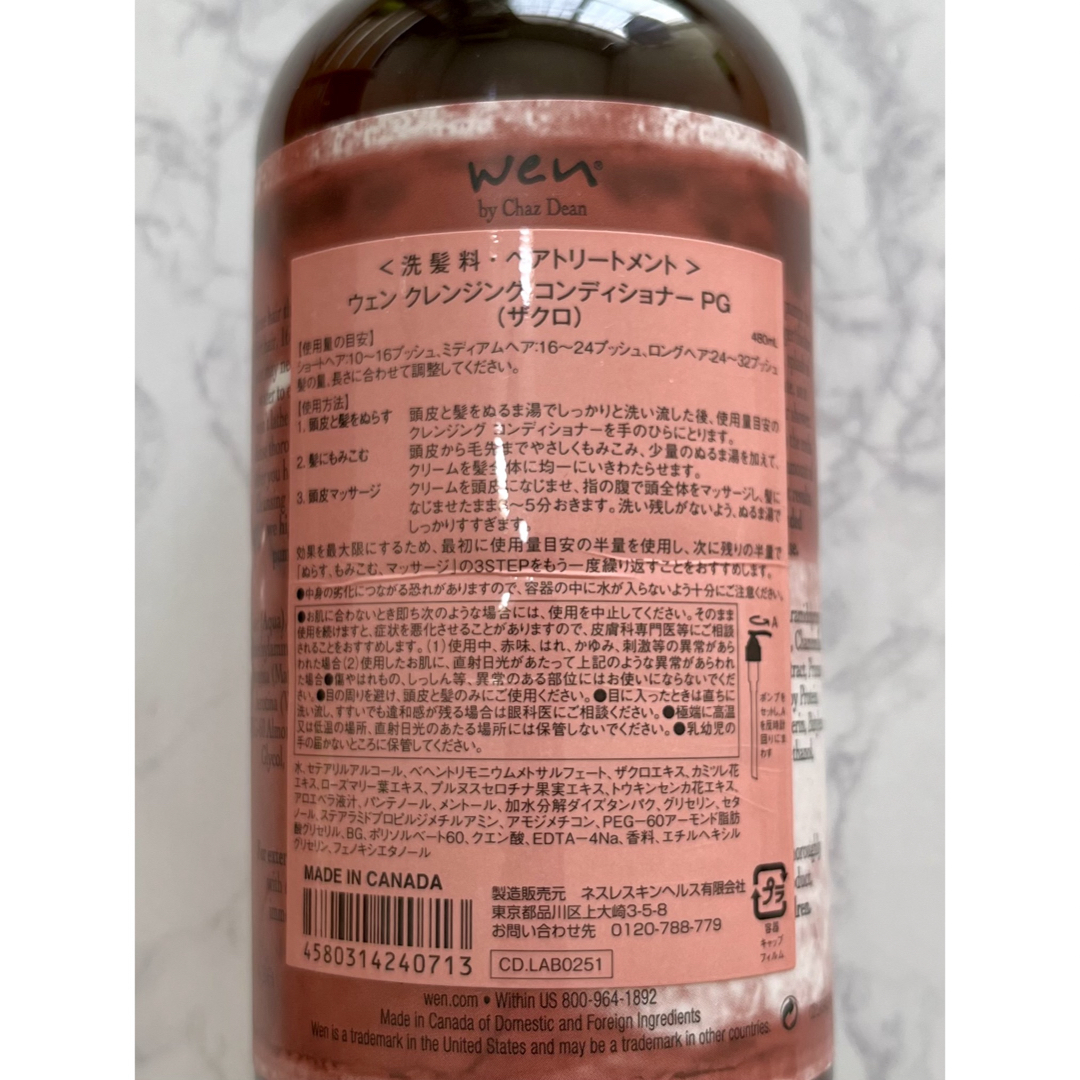 wen®
by Chaz Dean
＜洗髪料・ヘアトリートメント＞
ウェン クレンジング コンディショナー PG
（ザクロ）
480mL
【使用量の目安】
ショートヘア:10〜16プッシュ、ミディアムヘア:16〜24プッシュ、ロングヘア:24〜32プッシュ
髪の量、長さに合わせて調整してください。
【使用方法】
1. 頭皮と髪をぬらす 頭皮と髪をぬるま湯でしっかりと洗い流した後、使用量目安の
クレンジング コンディショナーを手のひらにとります。
2. 髪にもみこむ 頭皮から毛先までやさしくもみこみ、少量のぬるま湯を加えて、
クリームを髪全体に均一にいきわたらせます。
3. 頭皮マッサージ クリームを頭皮になじませ、指の腹で頭全体をマッサージし、髪に
なじませたまま3〜5分おきます。洗い残しがないよう、ぬるま湯で
しっかりすすぎます。
効果を最大限にするため、最初に使用量目安の半量を使用し、次に残りの半量で
「ぬらす、もみこむ、マッサージ」の3STEPをもう一度繰り返すことをおすすめします。
●中身の劣化につながる恐れがありますので、容器の中に水が入らないよう十分にご注意ください。
●お肌に合わないとき即ち次のような場合には、使用を中止してください。そのまま
使用を続けますと、症状を悪化させることがありますので、皮膚科専門医等にご相談
されることをおすすめします。(1)使用中、赤味、はれ、かゆみ、刺激等の異常があら
われた場合(2)使用したお肌に、直射日光があたって上記のような異常があらわれ
た場合●傷やはれもの、しっしん等、異常のある部位にはお使いにならないでくだ
さい。●目の周りを避け、頭皮と髪のみにご使用ください。●目に入ったときは直ちに
洗い流し、すすいでも違和感が残る場合は眼科医にご相談ください。●極端に高温
又は低温の場所、直射日光のあたる場所には保管しないでください。●乳幼児の
手の届かないところに保管してください。
A
ポンプを
セットし、A
を反時計
回りにま
わす
水、セテアリルアルコール、ベヘントリモニウムメトサルフェート、ザクロエキス、カミツレ花
エキス、ローズマリー葉エキス、プルヌスセロチナ果実エキス、トウキンセンカ花エキス、
アロエベラ液汁、パンテノール、メントール、加水分解ダイズタンパク、グリセリン、セタ
ノール、ステアラミドプロピルジメチルアミン、アモジメチコン、PEG−60アーモンド脂肪
酸グリセリル、BG、ポリソルベート60、クエン酸、EDTA−4Na、香料、エチルヘキシル
グリセリン、フェノキシエタノール
MADE IN CANADA
4580314240713
製造販売元 ネスレスキンヘルス有限会社
東京都品川区上大崎3-5-8
お問い合わせ先 0120-788-779
CD.LAB0251
プラ
容器
キャップ
フィルム
wen.com • Within US 800-964-1892
Made in Canada of Domestic and Foreign Ingredients
Wen is a trademark in the United States and may be a trademark in other countries.